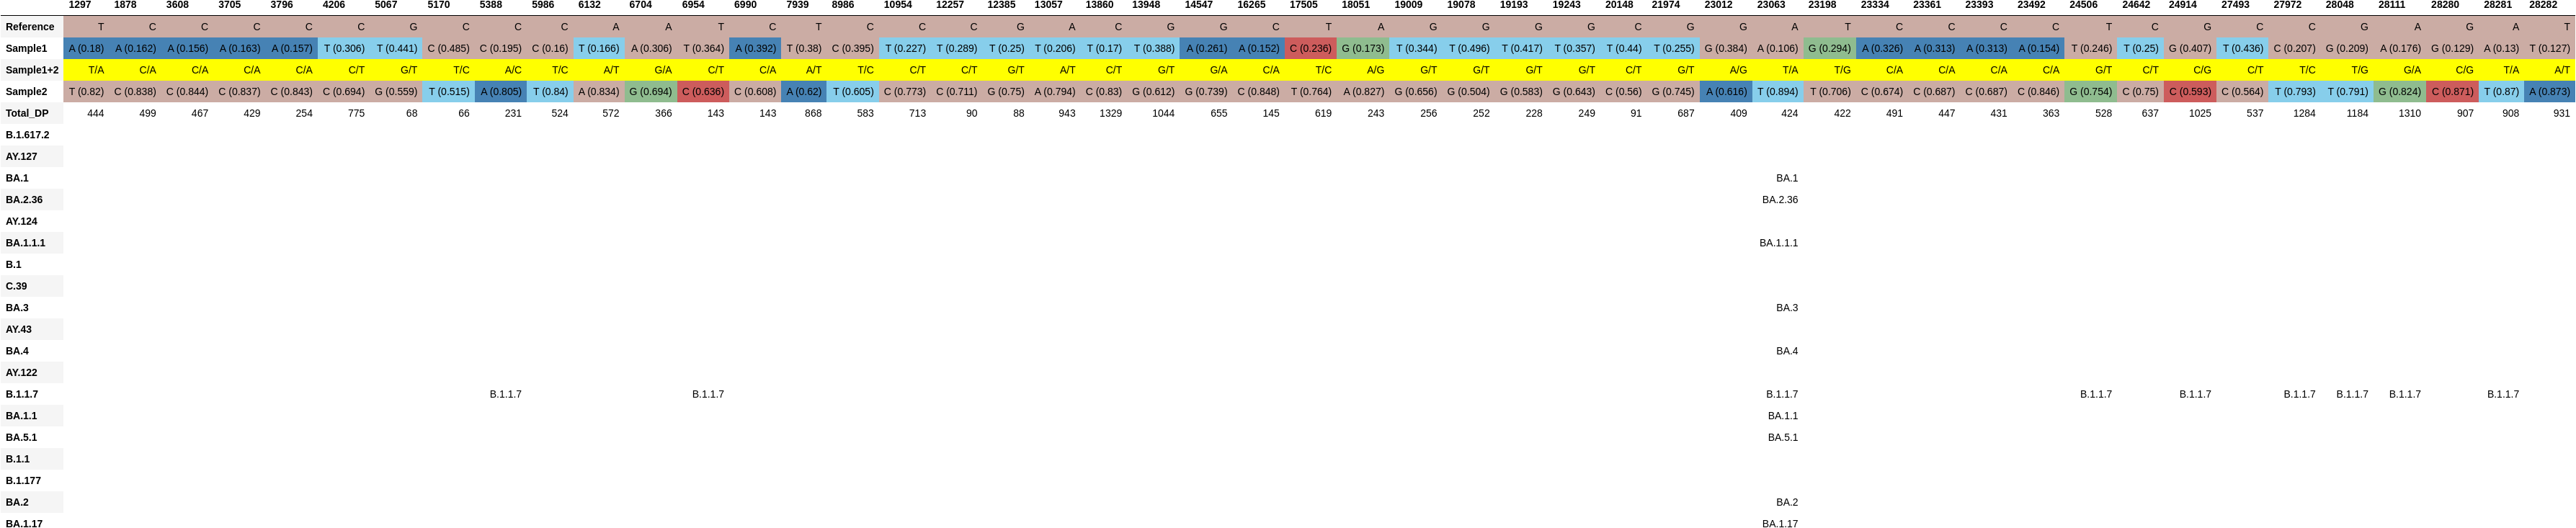 1297 1878 3608 3705 3796 4206 5067 5170 5388 5986 6132 6704 6954 6990 7939 8986 10954 12257 12385 13057 13860 13948 14547 16265 17505 18051 19009 19078 19193 19243 20148 21974 23012 23063 23198 23334 23361 23393 23492 24506 24642 24914 27493 27972 28048 28111 28280 28281 28282
Reference T C C C C C G C C C A A T C T C C C G A C G G C T A G G G G C G G A T C C C C T C G C C G A G A T
Sample1 A (0.18) A (0.162) A (0.156) A (0.163) A (0.157) T (0.306) T (0.441) C (0.485) C (0.195) C (0.16) T (0.166) A (0.306) T (0.364) A (0.392) T (0.38) C (0.395) T (0.227) T (0.289) T (0.25) T (0.206) T (0.17) T (0.388) A (0.261) A (0.152) C (0.236) G (0.173) T (0.344) T (0.496) T (0.417) T (0.357) T (0.44) T (0.255) G (0.384) A (0.106) G (0.294) A (0.326) A (0.313) A (0.313) A (0.154) T (0.246) T (0.25) G (0.407) T (0.436) C (0.207) G (0.209) A (0.176) G (0.129) A (0.13) T (0.127)
Sample1+2 T/A C/A C/A C/A C/A C/T G/T T/C A/C T/C A/T G/A C/T C/A A/T T/C C/T C/T G/T A/T C/T G/T G/A C/A T/C A/G G/T G/T G/T G/T C/T G/T A/G T/A T/G C/A C/A C/A C/A G/T C/T C/G C/T T/C T/G G/A C/G T/A A/T
Sample2 T (0.82) C (0.838) C (0.844) C (0.837) C (0.843) C (0.694) G (0.559) T (0.515) A (0.805) T (0.84) A (0.834) G (0.694) C (0.636) C (0.608) A (0.62) T (0.605) C (0.773) C (0.711) G (0.75) A (0.794) C (0.83) G (0.612) G (0.739) C (0.848) T (0.764) A (0.827) G (0.656) G (0.504) G (0.583) G (0.643) C (0.56) G (0.745) A (0.616) T (0.894) T (0.706) C (0.674) C (0.687) C (0.687) C (0.846) G (0.754) C (0.75) C (0.593) C (0.564) T (0.793) T (0.791) G (0.824) C (0.871) T (0.87) A (0.873)
Total_DP 444 499 467 429 254 775 68 66 231 524 572 366 143 143 868 583 713 90 88 943 1329 1044 655 145 619 243 256 252 228 249 91 687 409 424 422 491 447 431 363 528 637 1025 537 1284 1184 1310 907 908 931
B.1.617.2
AY.127
BA.1 BA.1
BA.2.36 BA.2.36
AY.124
BA.1.1.1 BA.1.1.1
B.1
C.39
BA.3 BA.3
AY.43
BA.4 BA.4
AY.122
B.1.1.7 B.1.1.7 B.1.1.7 B.1.1.7 B.1.1.7 B.1.1.7 B.1.1.7 B.1.1.7 B.1.1.7 B.1.1.7
BA.1.1 BA.1.1
BA.5.1 BA.5.1
B.1.1
B.1.177
BA.2 BA.2
BA.1.17 BA.1.17